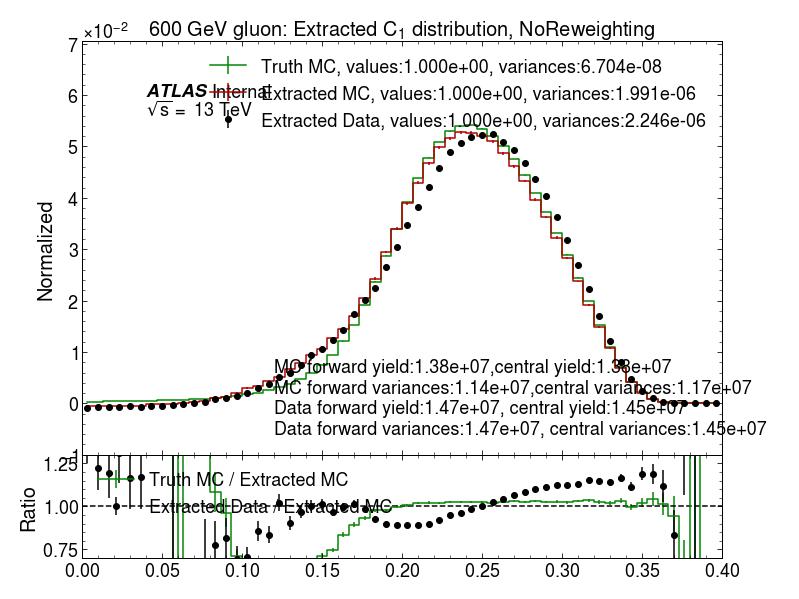 ×10⁻²
600 GeV gluon: Extracted C₁ distribution, NoReweighting
7
Truth MC, values:1.000e+00, variances:6.704e-08
ATLAS Internal
6
Extracted MC, values:1.000e+00, variances:1.991e-06
√s = 13 TeV
Extracted Data, values:1.000e+00, variances:2.246e-06
5
4
Normalized
3
2
1
MC forward yield:1.38e+07,central yield:1.38e+07
MC forward variances:1.14e+07,central variances:1.17e+07
0
Data forward yield:1.47e+07, central yield:1.45e+07
Data forward variances:1.47e+07, central variances:1.45e+07
1.25
Truth MC / Extracted MC
Ratio
1.00
Extracted Data / Extracted MC
0.75
0.00 0.05 0.10 0.15 0.20 0.25 0.30 0.35 0.40